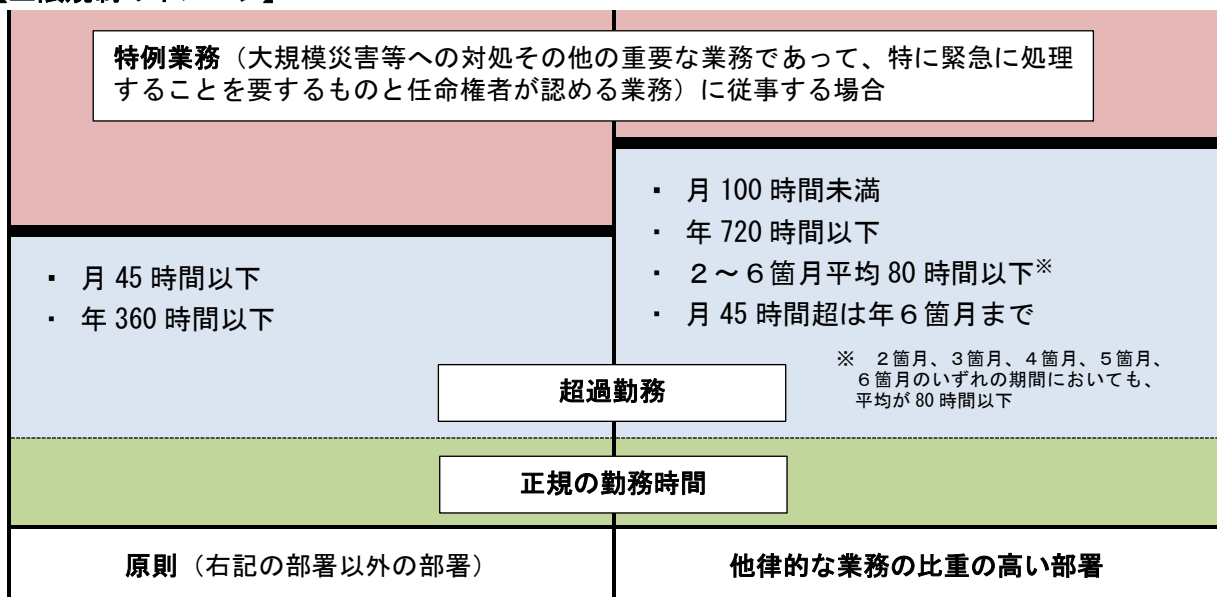 特例業務（大規模災害等への対処その他の重要な業務であって、特に緊急に処理
することを要するものと任命権者が認める業務）に従事する場合
・ 月 45 時間以下
・ 年 360 時間以下
・ 月 100 時間未満
・ 年 720 時間以下
・ ２～６箇月平均 80 時間以下※
・ 月 45 時間超は年６箇月まで
※ ２箇月、３箇月、４箇月、５箇月、
６箇月のいずれの期間においても、
平均が 80 時間以下
超過勤務
正規の勤務時間
原則（右記の部署以外の部署）
他律的な業務の比重の高い部署